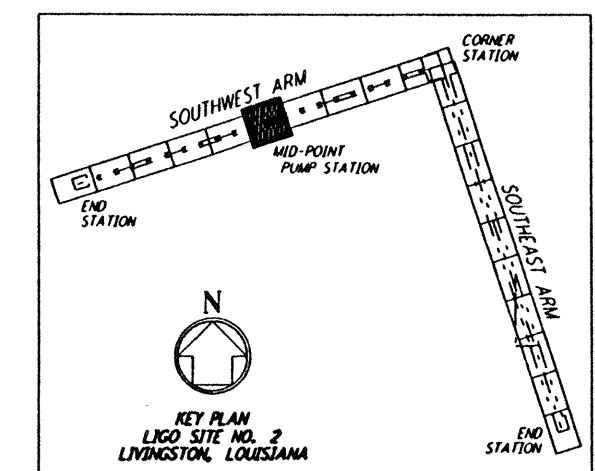 CORNER
STATION
SOUTHWEST ARM
MID-POINT
PUMP STATION
END
STATION
SOUTHEAST ARM
N
KEY PLAN
LIGO SITE NO. 2
LIVINGSTON, LOUISIANA
END
STATION